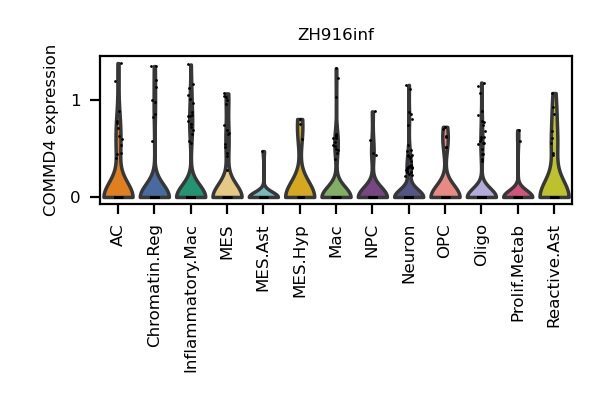 ZH916inf
COMMD4 expression
1
0
AC
Chromatin.Reg
Inflammatory.Mac
MES
MES.Ast
MES.Hyp
Mac
NPC
Neuron
OPC
Oligo
Prolif.Metab
Reactive.Ast